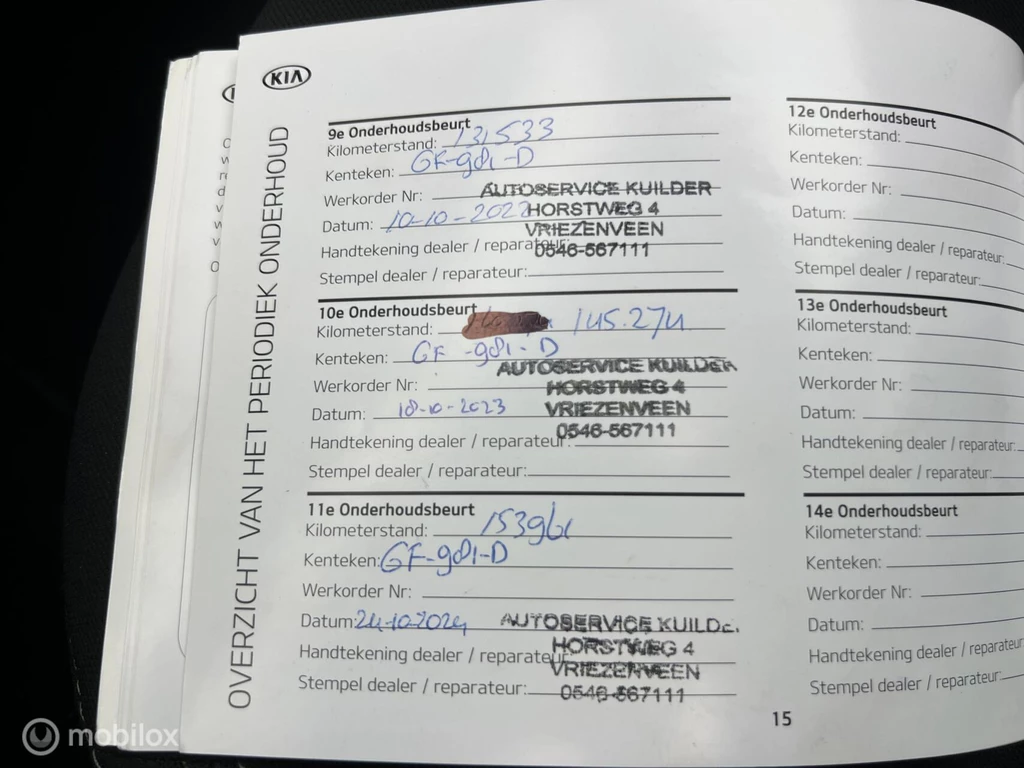 KIA
OVERZICHT VAN HET PERIODIEK ONDERHOUD
9e Onderhoudsbeurt
Kilometerstand: 131533
Kenteken: GF-981-D
Werkorder Nr:
Datum: 10-10-2022
Handtekening dealer / reparateur:
Stempel dealer / reparateur:
AUTOSERVICE KUILDER
HORSTWEG 4
VRIEZENVEEN
0546-567111
10e Onderhoudsbeurt
Kilometerstand: 145.274
Kenteken: GF-981-D
Werkorder Nr:
Datum: 18-10-2023
Handtekening dealer / reparateur:
Stempel dealer / reparateur:
AUTOSERVICE KUILDER
HORSTWEG 4
VRIEZENVEEN
0546-567111
11e Onderhoudsbeurt
Kilometerstand:
Kenteken: GF-981-D
Werkorder Nr:
Datum: 24-10-2024
Handtekening dealer / reparateur:
Stempel dealer / reparateur:
AUTOSERVICE KUILDE
HORSTWEG 4
VRIEZENVEEN
0546-567111
12e Onderhoudsbeurt
Kilometerstand:
Kenteken:
Werkorder Nr:
Datum:
Handtekening dealer / reparateur:
Stempel dealer / reparateur:
13e Onderhoudsbeurt
Kilometerstand:
Kenteken:
Werkorder Nr:
Datum:
Handtekening dealer / reparateur:
Stempel dealer / reparateur:
14e Onderhoudsbeurt
Kilometerstand:
Kenteken:
Werkorder Nr:
Datum:
Handtekening dealer / reparateur
Stempel dealer / reparateur:
15
mobilox